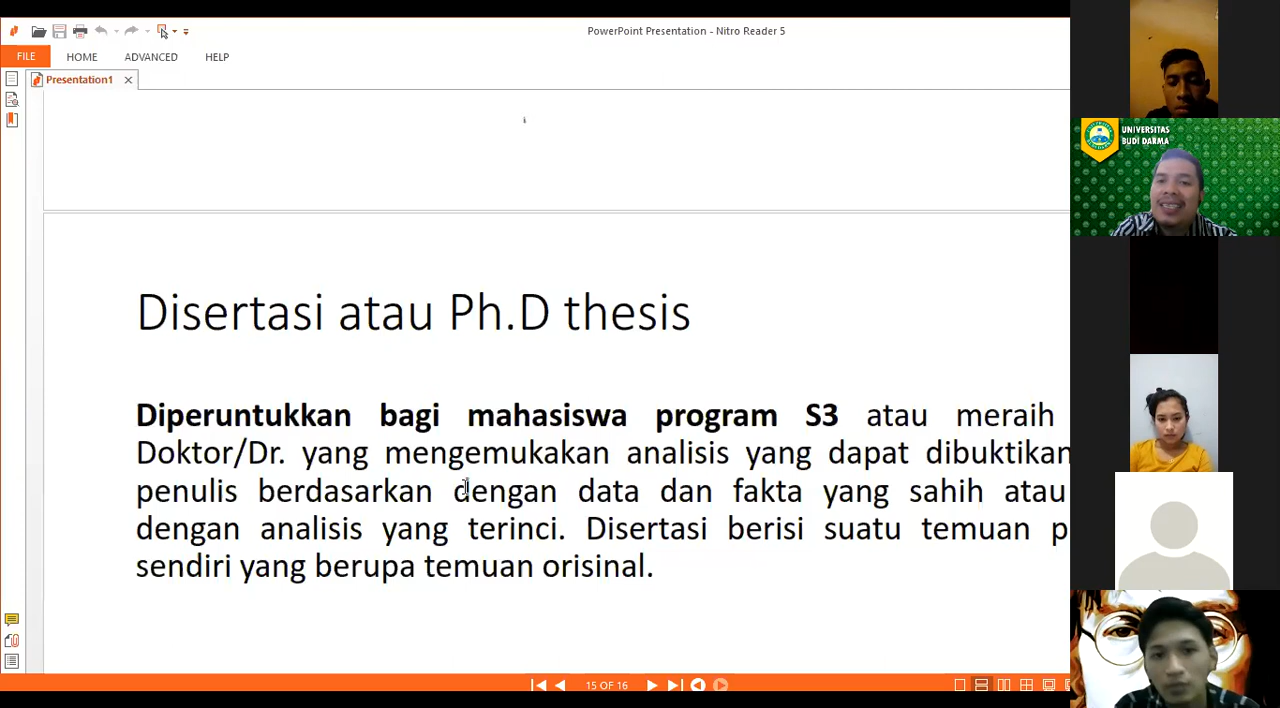 PowerPoint Presentation - Nitro Reader 5
FILE HOME ADVANCED HELP
Presentation1
UNIVERSITAS
BUDI DARMA
Disertasi atau Ph.D thesis
Diperuntukkan bagi mahasiswa program S3 atau meraih
Doktor/Dr. yang mengemukakan analisis yang dapat dibuktikan
penulis berdasarkan dengan data dan fakta yang sahih atau
dengan analisis yang terinci. Disertasi berisi suatu temuan p
sendiri yang berupa temuan orisinal.
15 OF 16